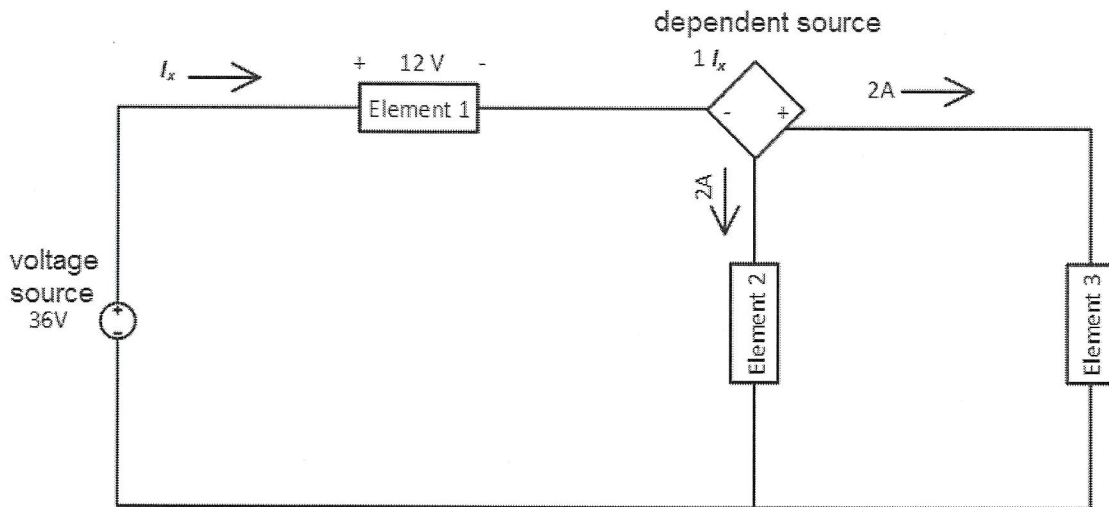 dependent source
1 Iₓ
Iₓ
+ 12 V -
Element 1
- +
2A
2A
voltage
source
36V
+
-
Element 2
Element 3